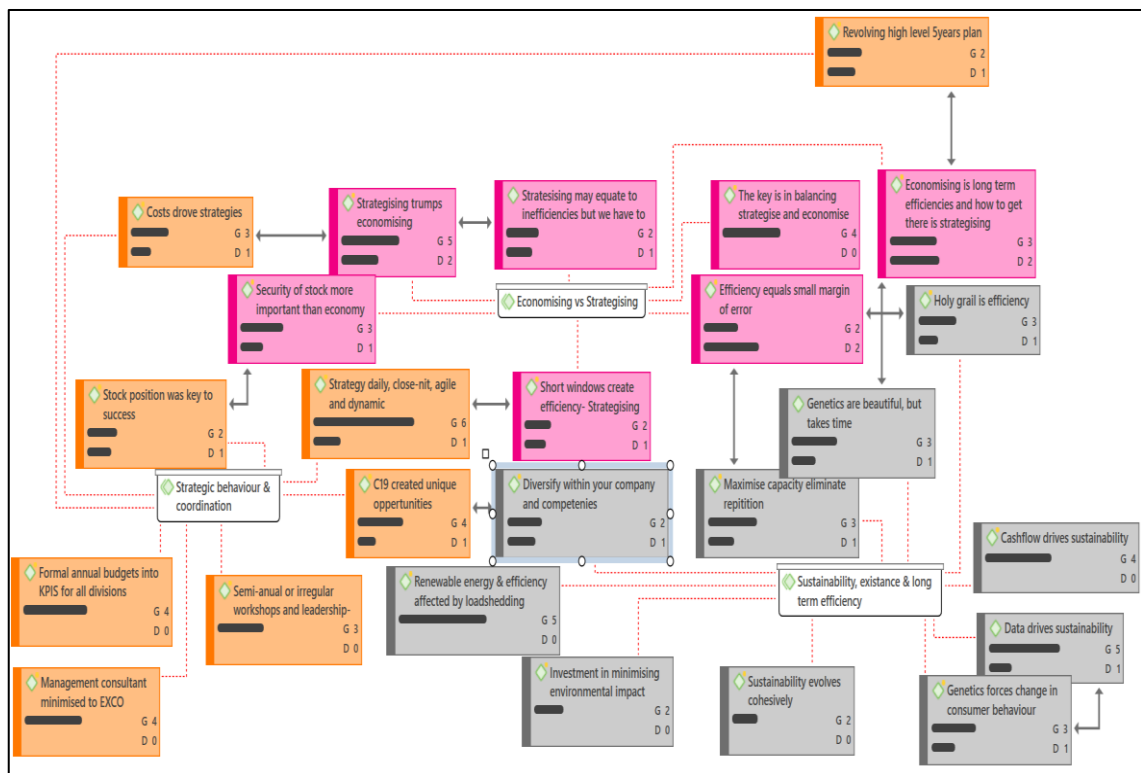 Revolving high level 5years plan
G 2
D 1
Costs drove strategies
G 3
D 1
Strategising trumps
economising
G 5
D 2
Stratesising may equate to
inefficiencies but we have to
G 2
D 1
The key is in balancing
strategise and economise
G 4
D 0
Economising is long term
efficiencies and how to get
there is strategising
G 3
D 2
Security of stock more
important than economy
G 3
D 1
Economising vs Strategising
Efficiency equals small margin
of error
G 2
D 2
Holy grail is efficiency
G 3
D 1
Stock position was key to
success
G 2
D 1
Strategy daily, close-nit, agile
and dynamic
G 6
D 1
Short windows create
efficiency- Strategising
G 2
D 1
Genetics are beautiful, but
takes time
G 3
D 1
Strategic behaviour &
coordination
C19 created unique
oppertunities
G 4
D 1
Diversify within your company
and competenies
G 2
D 1
Maximise capacity eliminate
repitition
G 3
D 1
Cashflow drives sustainability
G 4
D 0
Formal annual budgets into
KPIS for all divisions
G 4
D 0
Semi-anual or irregular
workshops and leadership-
G 3
D 0
Renewable energy & efficiency
affected by loadshedding
G 5
D 0
Sustainability, existance & long
term efficiency
Data drives sustainability
G 5
D 1
Management consultant
minimised to EXCO
G 4
D 0
Investment in minimising
environmental impact
G 2
D 0
Sustainability evolves
cohesively
G 2
D 0
Genetics forces change in
consumer behaviour
G 3
D 1